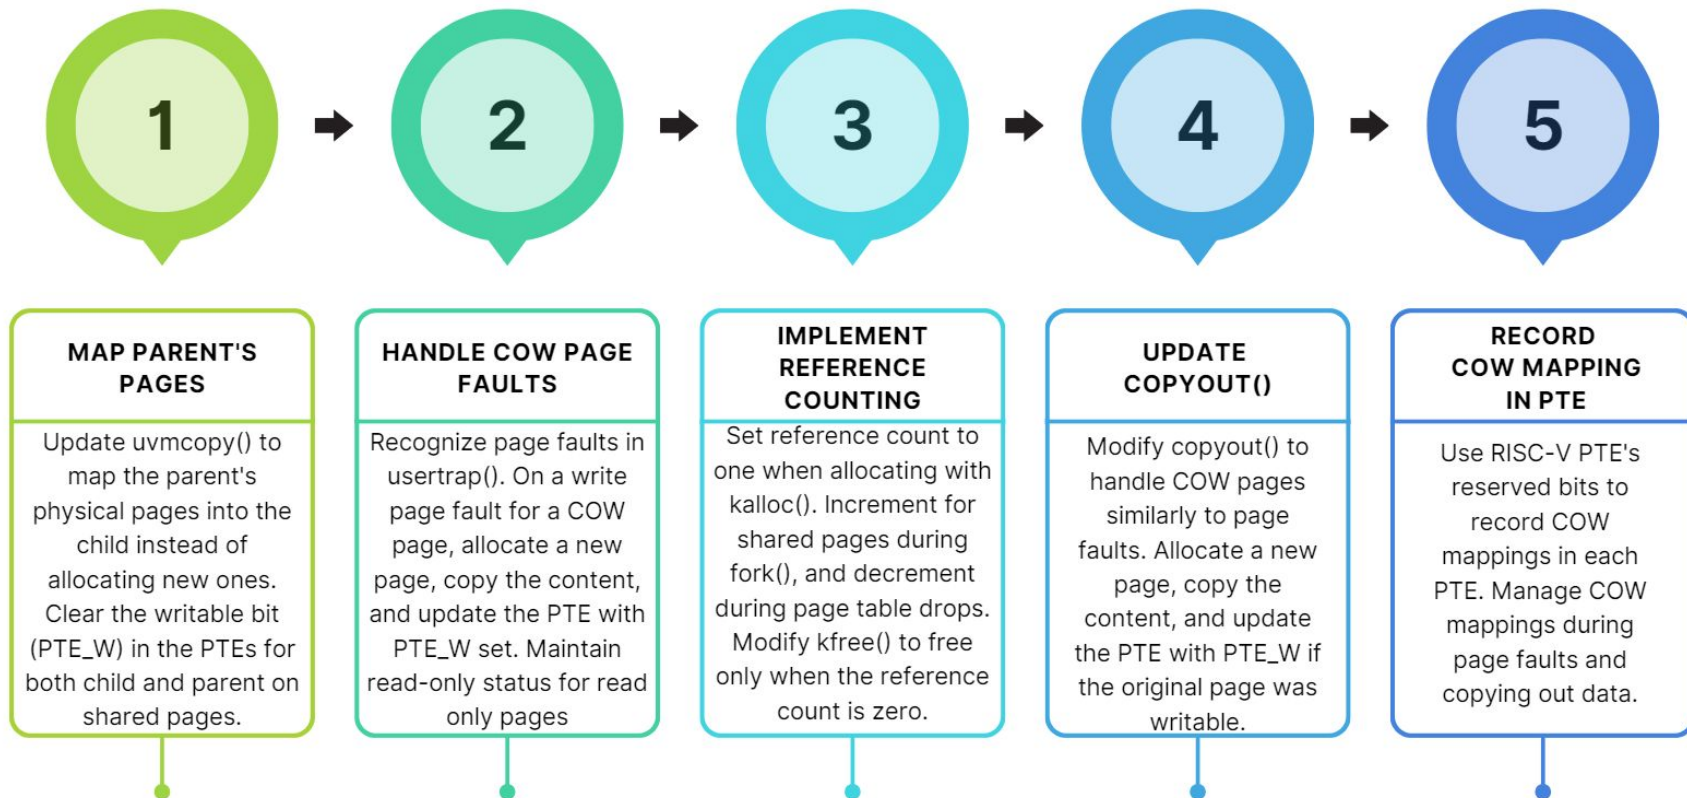 1
2
3
4
5
MAP PARENT'S
PAGES
Update uvmcopy() to
map the parent's
physical pages into the
child instead of
allocating new ones.
Clear the writable bit
(PTE_W) in the PTEs for
both child and parent on
shared pages.
HANDLE COW PAGE
FAULTS
Recognize page faults in
usertrap(). On a write
page fault for a COW
page, allocate a new
page, copy the content,
and update the PTE with
PTE_W set. Maintain
read-only status for read
only pages
IMPLEMENT
REFERENCE
COUNTING
Set reference count to
one when allocating with
kalloc(). Increment for
shared pages during
fork(), and decrement
during page table drops.
Modify kfree() to free
only when the reference
count is zero.
UPDATE
COPYOUT()
Modify copyout() to
handle COW pages
similarly to page
faults. Allocate a new
page, copy the
content, and update
the PTE with PTE_W if
the original page was
writable.
RECORD
COW MAPPING
IN PTE
Use RISC-V PTE's
reserved bits to
record COW
mappings in each
PTE. Manage COW
mappings during
page faults and
copying out data.